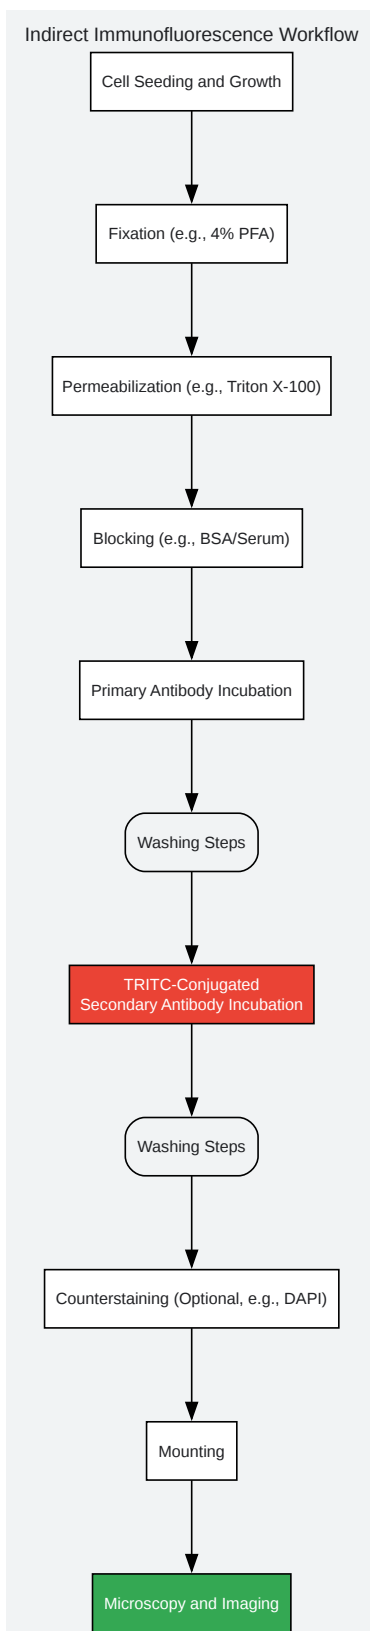 Indirect Immunofluorescence Workflow
Cell Seeding and Growth
Fixation (e.g., 4% PFA)
Permeabilization (e.g., Triton X-100)
Blocking (e.g., BSA/Serum)
Primary Antibody Incubation
Washing Steps
TRITC-Conjugated
Secondary Antibody Incubation
Washing Steps
Counterstaining (Optional, e.g., DAPI)
Mounting
Microscopy and Imaging